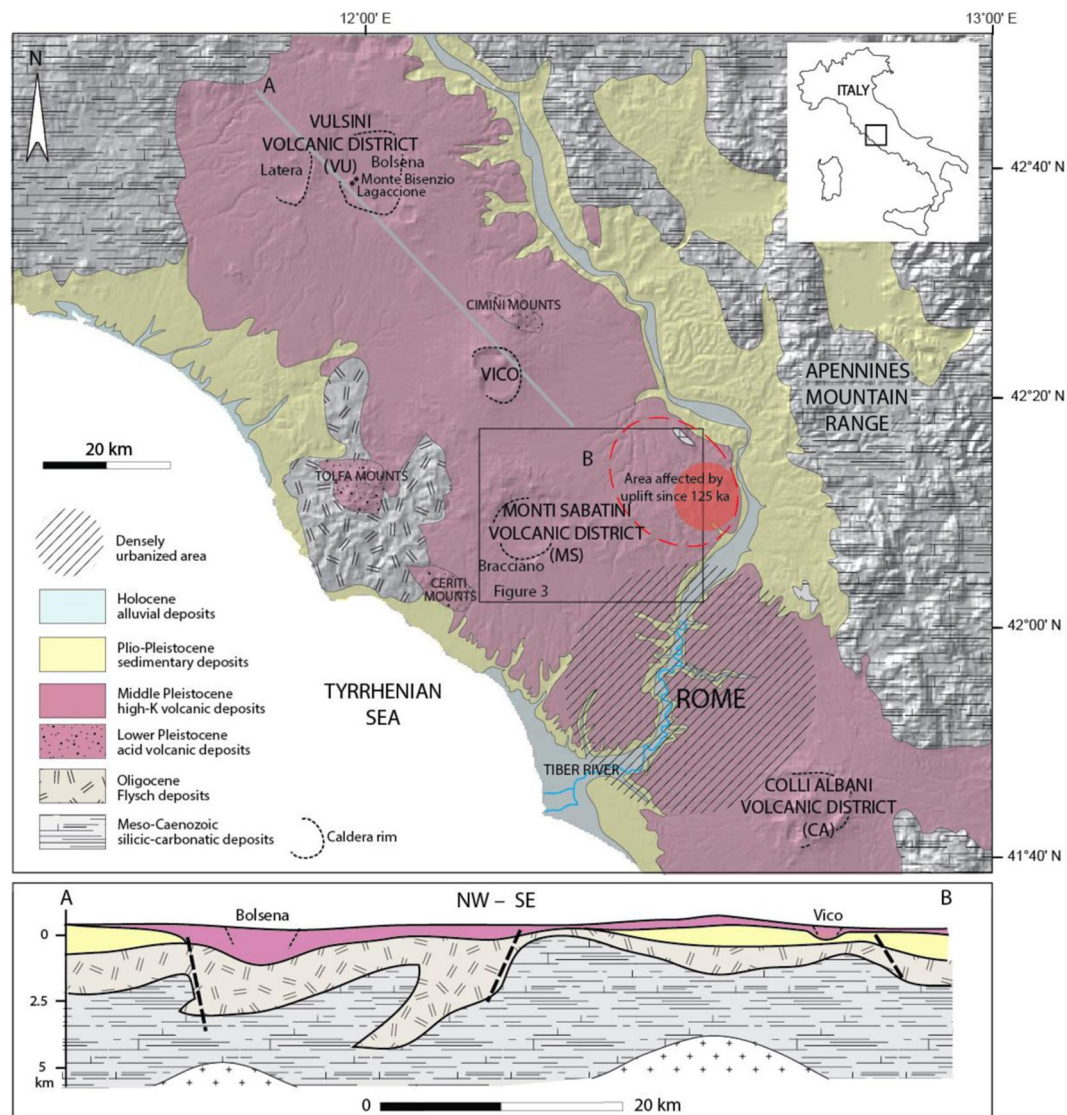 12°00' E
13°00' E
N
A
ITALY
VULSINI
VOLCANIC DISTRICT
(VU)
Bolsena
Latera
Monte Bisenzio
Lagaccione
42°40' N
CIMINI MOUNTS
VICO
APENNINES
MOUNTAIN
RANGE
42°20' N
20 km
B
Area affected by
uplift since 125 ka
TOLFA MOUNTS
MONTI SABATINI
VOLCANIC DISTRICT
(MS)
Bracciano
CERITI
MOUNTS
Figure 3
42°00' N
Densely
urbanized area
Holocene
alluvial deposits
Plio-Pleistocene
sedimentary deposits
Middle Pleistocene
high-K volcanic deposits
Lower Pleistocene
acid volcanic deposits
Oligocene
Flysch deposits
Meso-Caenozoic
silicic-carbonatic deposits
Caldera rim
TYRRHENIAN
SEA
ROME
TIBER RIVER
COLLI ALBANI
VOLCANIC DISTRICT
(CA)
41°40' N
A
NW – SE
B
Bolsena
Vico
0
2.5
5
km
0
20 km